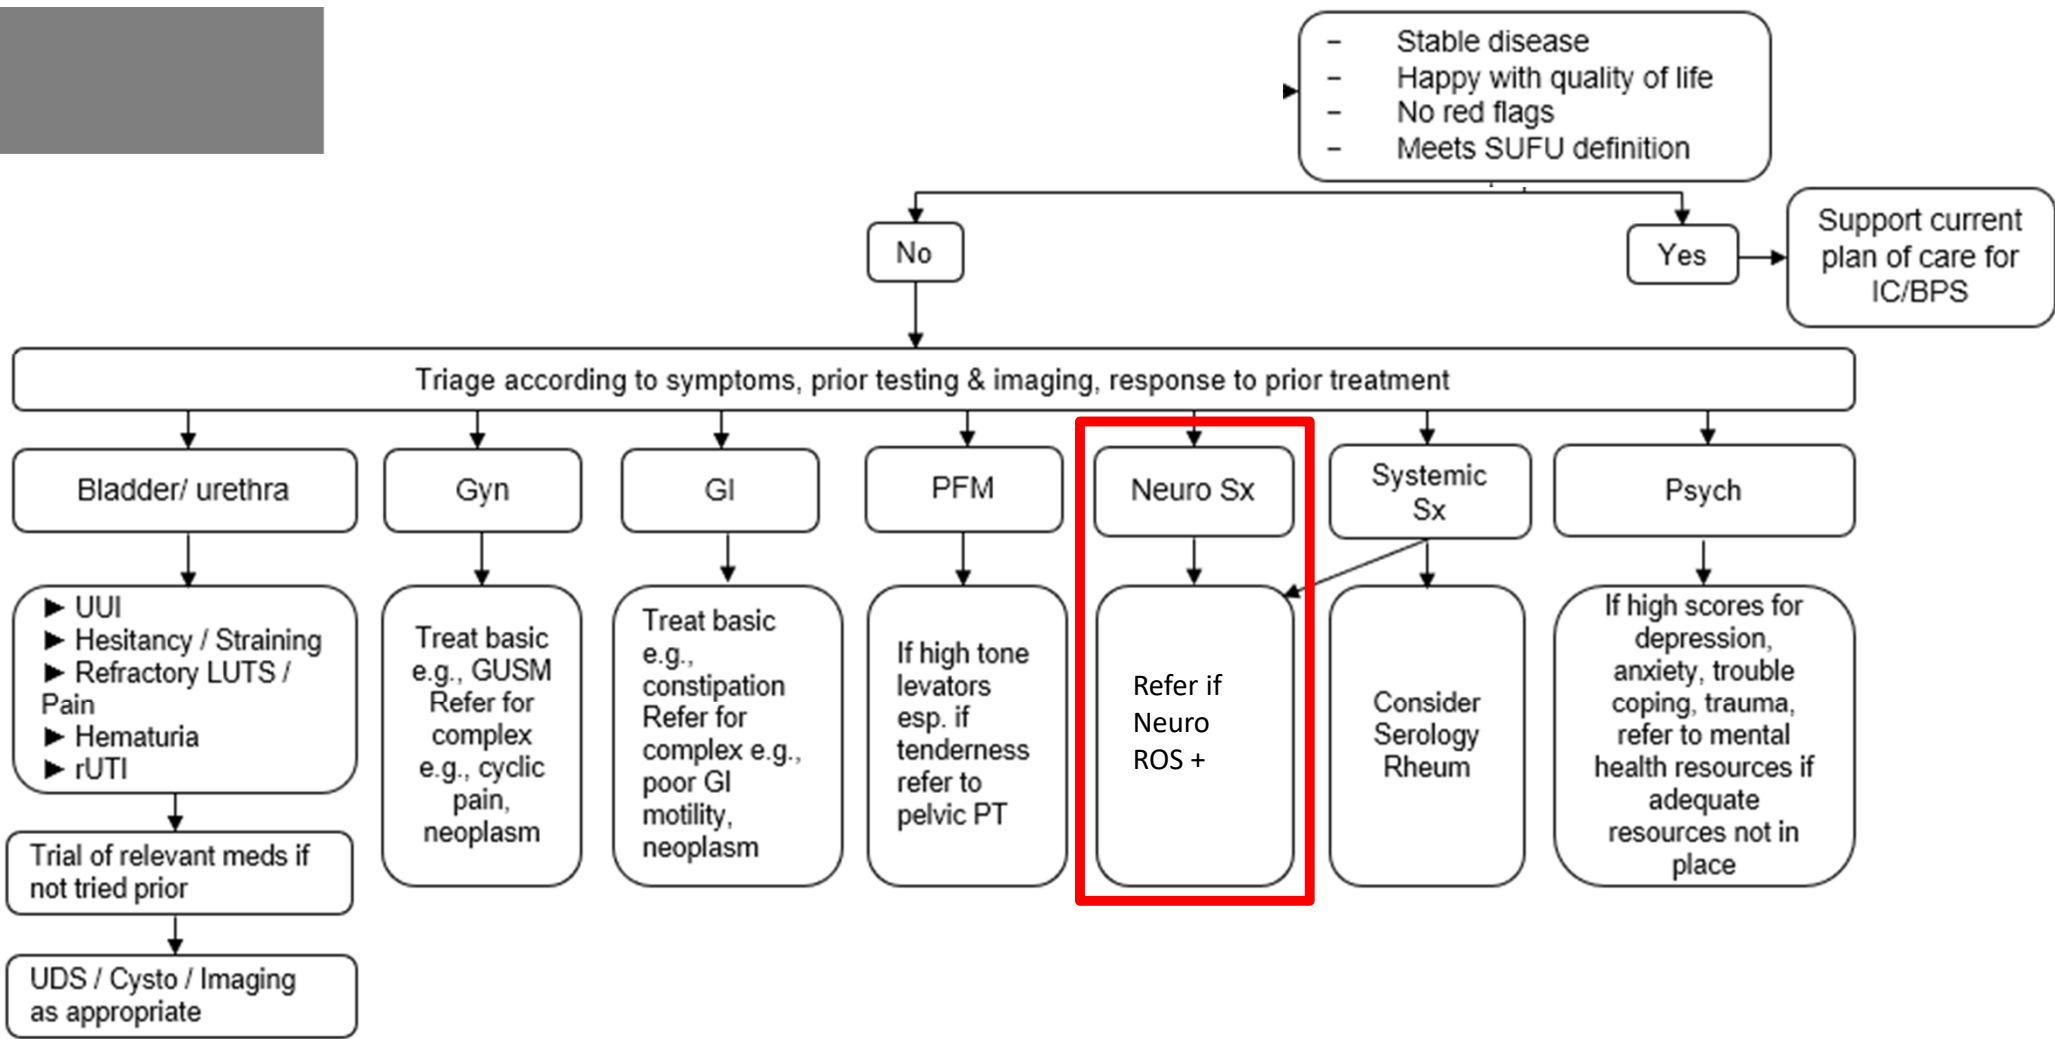 – Stable disease
– Happy with quality of life
– No red flags
– Meets SUFU definition
No
Yes
Support current
plan of care for
IC/BPS
Triage according to symptoms, prior testing & imaging, response to prior treatment
Bladder/ urethra
Gyn
GI
PFM
Neuro Sx
Systemic
Sx
Psych
► UUI
► Hesitancy / Straining
► Refractory LUTS /
Pain
► Hematuria
► rUTI
Treat basic
e.g., GUSM
Refer for
complex
e.g., cyclic
pain,
neoplasm
Treat basic
e.g.,
constipation
Refer for
complex e.g.,
poor GI
motility,
neoplasm
If high tone
levators
esp. if
tenderness
refer to
pelvic PT
Refer if
Neuro
ROS +
Consider
Serology
Rheum
If high scores for
depression,
anxiety, trouble
coping, trauma,
refer to mental
health resources if
adequate
resources not in
place
Trial of relevant meds if
not tried prior
UDS / Cysto / Imaging
as appropriate